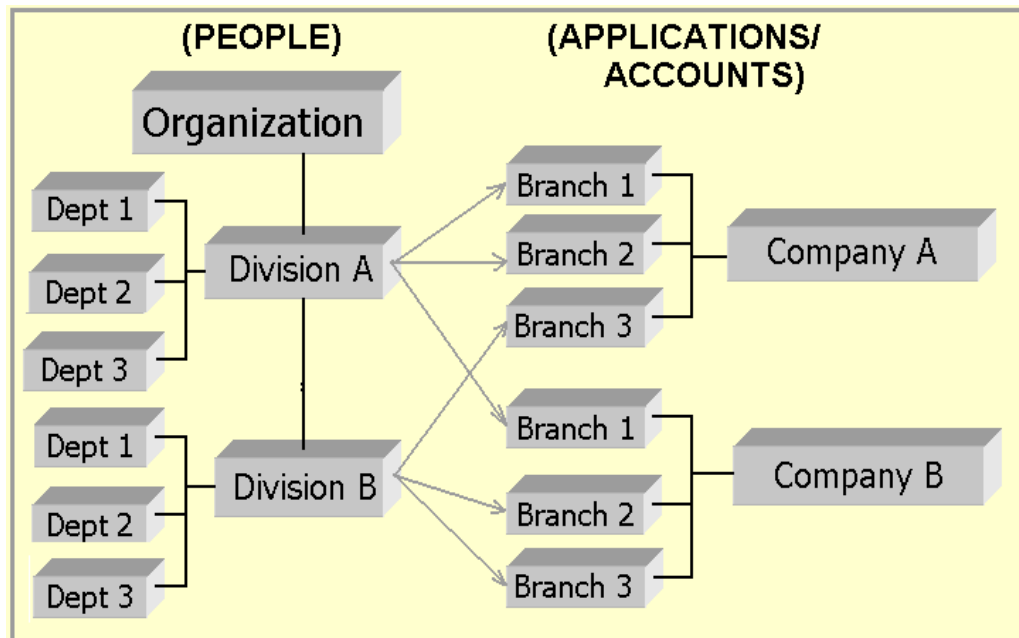 (PEOPLE)
(APPLICATIONS/
ACCOUNTS)
Organization
Dept 1
Dept 2
Dept 3
Division A
Branch 1
Branch 2
Branch 3
Company A
Dept 1
Dept 2
Dept 3
Division B
Branch 1
Branch 2
Branch 3
Company B